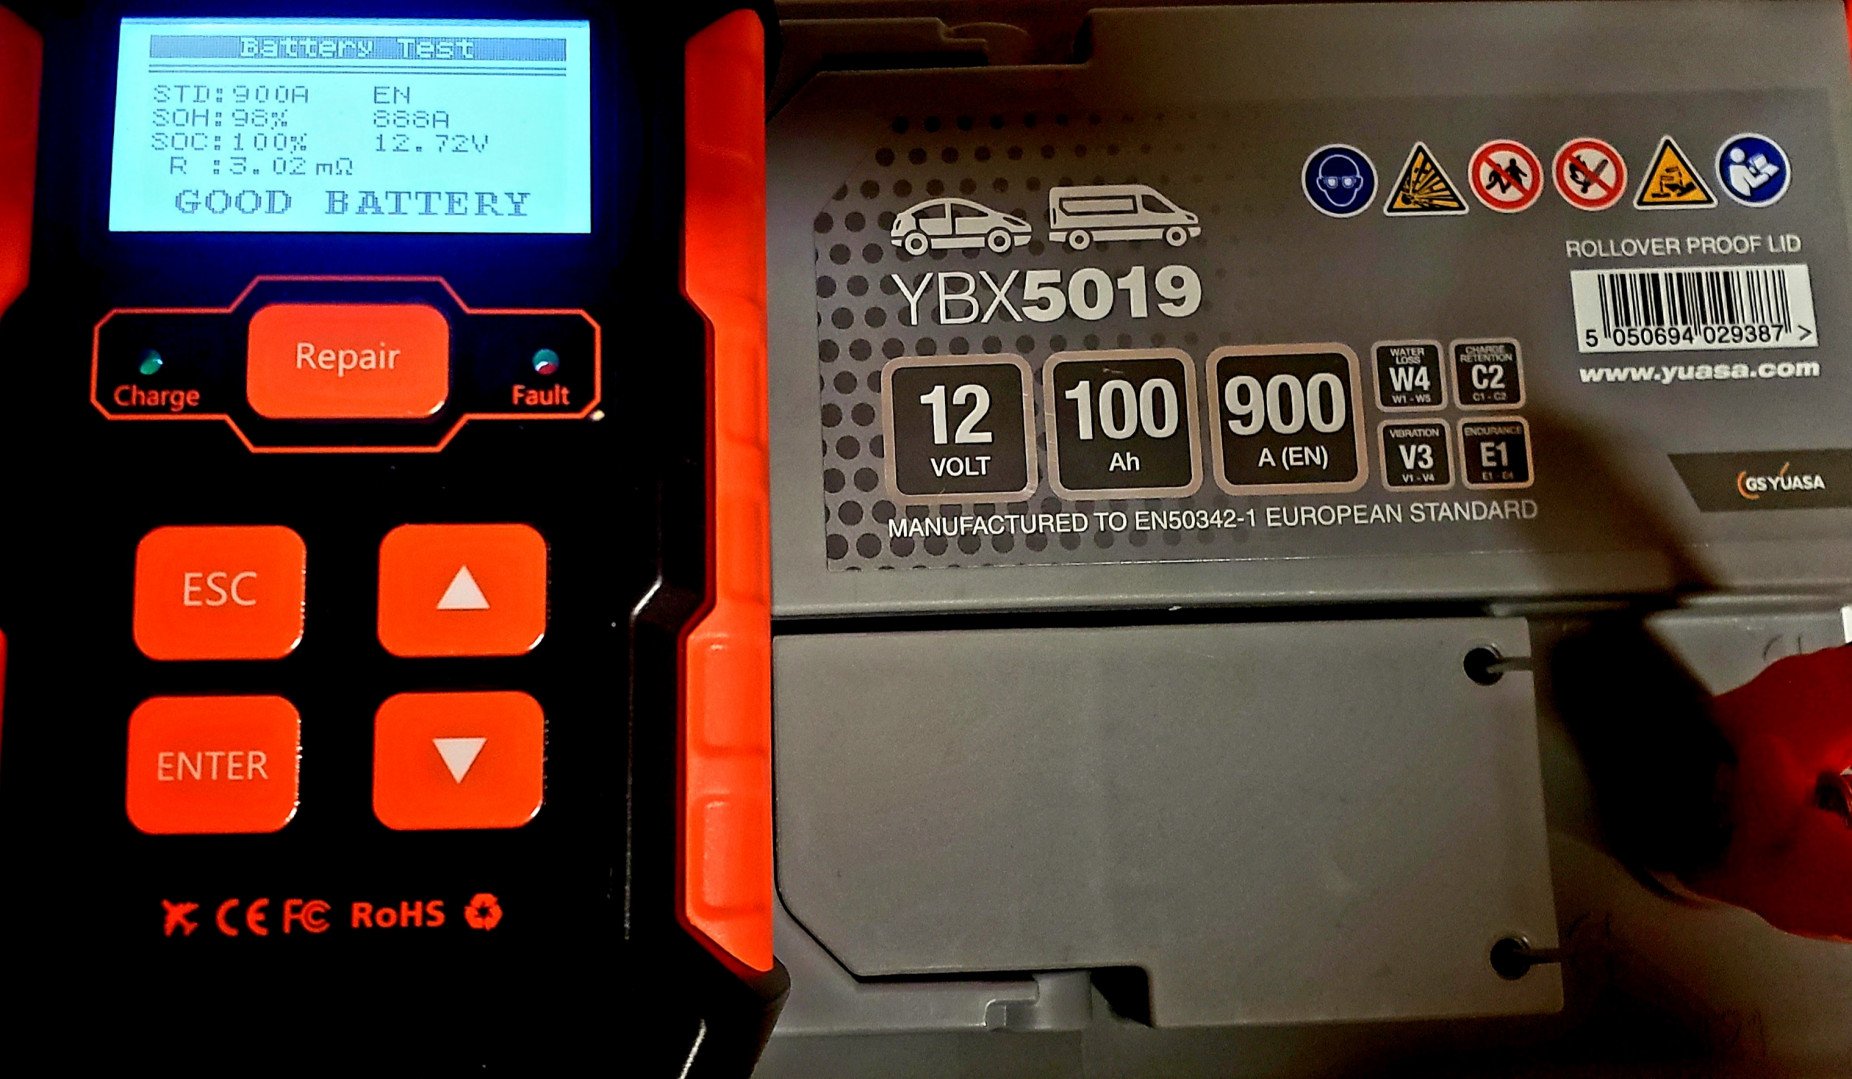 Battery Test
STD:900A EN
SOH:98% 888A
SOC:100% 12.72V
R :3.02mΩ
GOOD BATTERY
Repair
Charge
Fault
ESC
ENTER
CE FC RoHS
ROLLOVER PROOF LID
YBX5019
5 050694 029387 >
www.yuasa.com
12
VOLT
100
Ah
900
A (EN)
WATER LOSS
W4
W1 - W5
CHARGE RETENTION
C2
C1 - C2
VIBRATION
V3
V1 - V4
ENDURANCE
E1
E1 - E4
GS YUASA
MANUFACTURED TO EN50342-1 EUROPEAN STANDARD